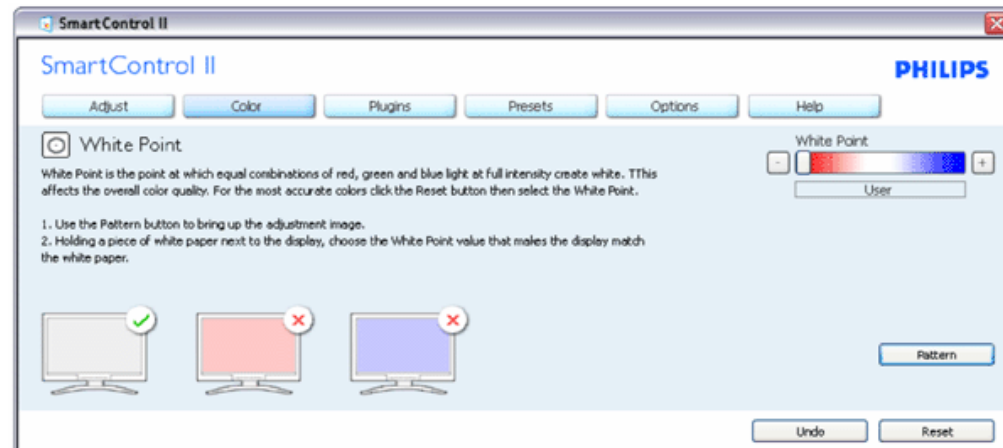 SmartControl II
SmartControl II
PHILIPS
Adjust Color Plugins Presets Options Help
White Point
White Point is the point at which equal combinations of red, green and blue light at full intensity create white. TThis
affects the overall color quality. For the most accurate colors click the Reset button then select the White Point.
1. Use the Pattern button to bring up the adjustment image.
2. Holding a piece of white paper next to the display, choose the White Point value that makes the display match
the white paper.
White Point
- +
User
Pattern
Undo Reset